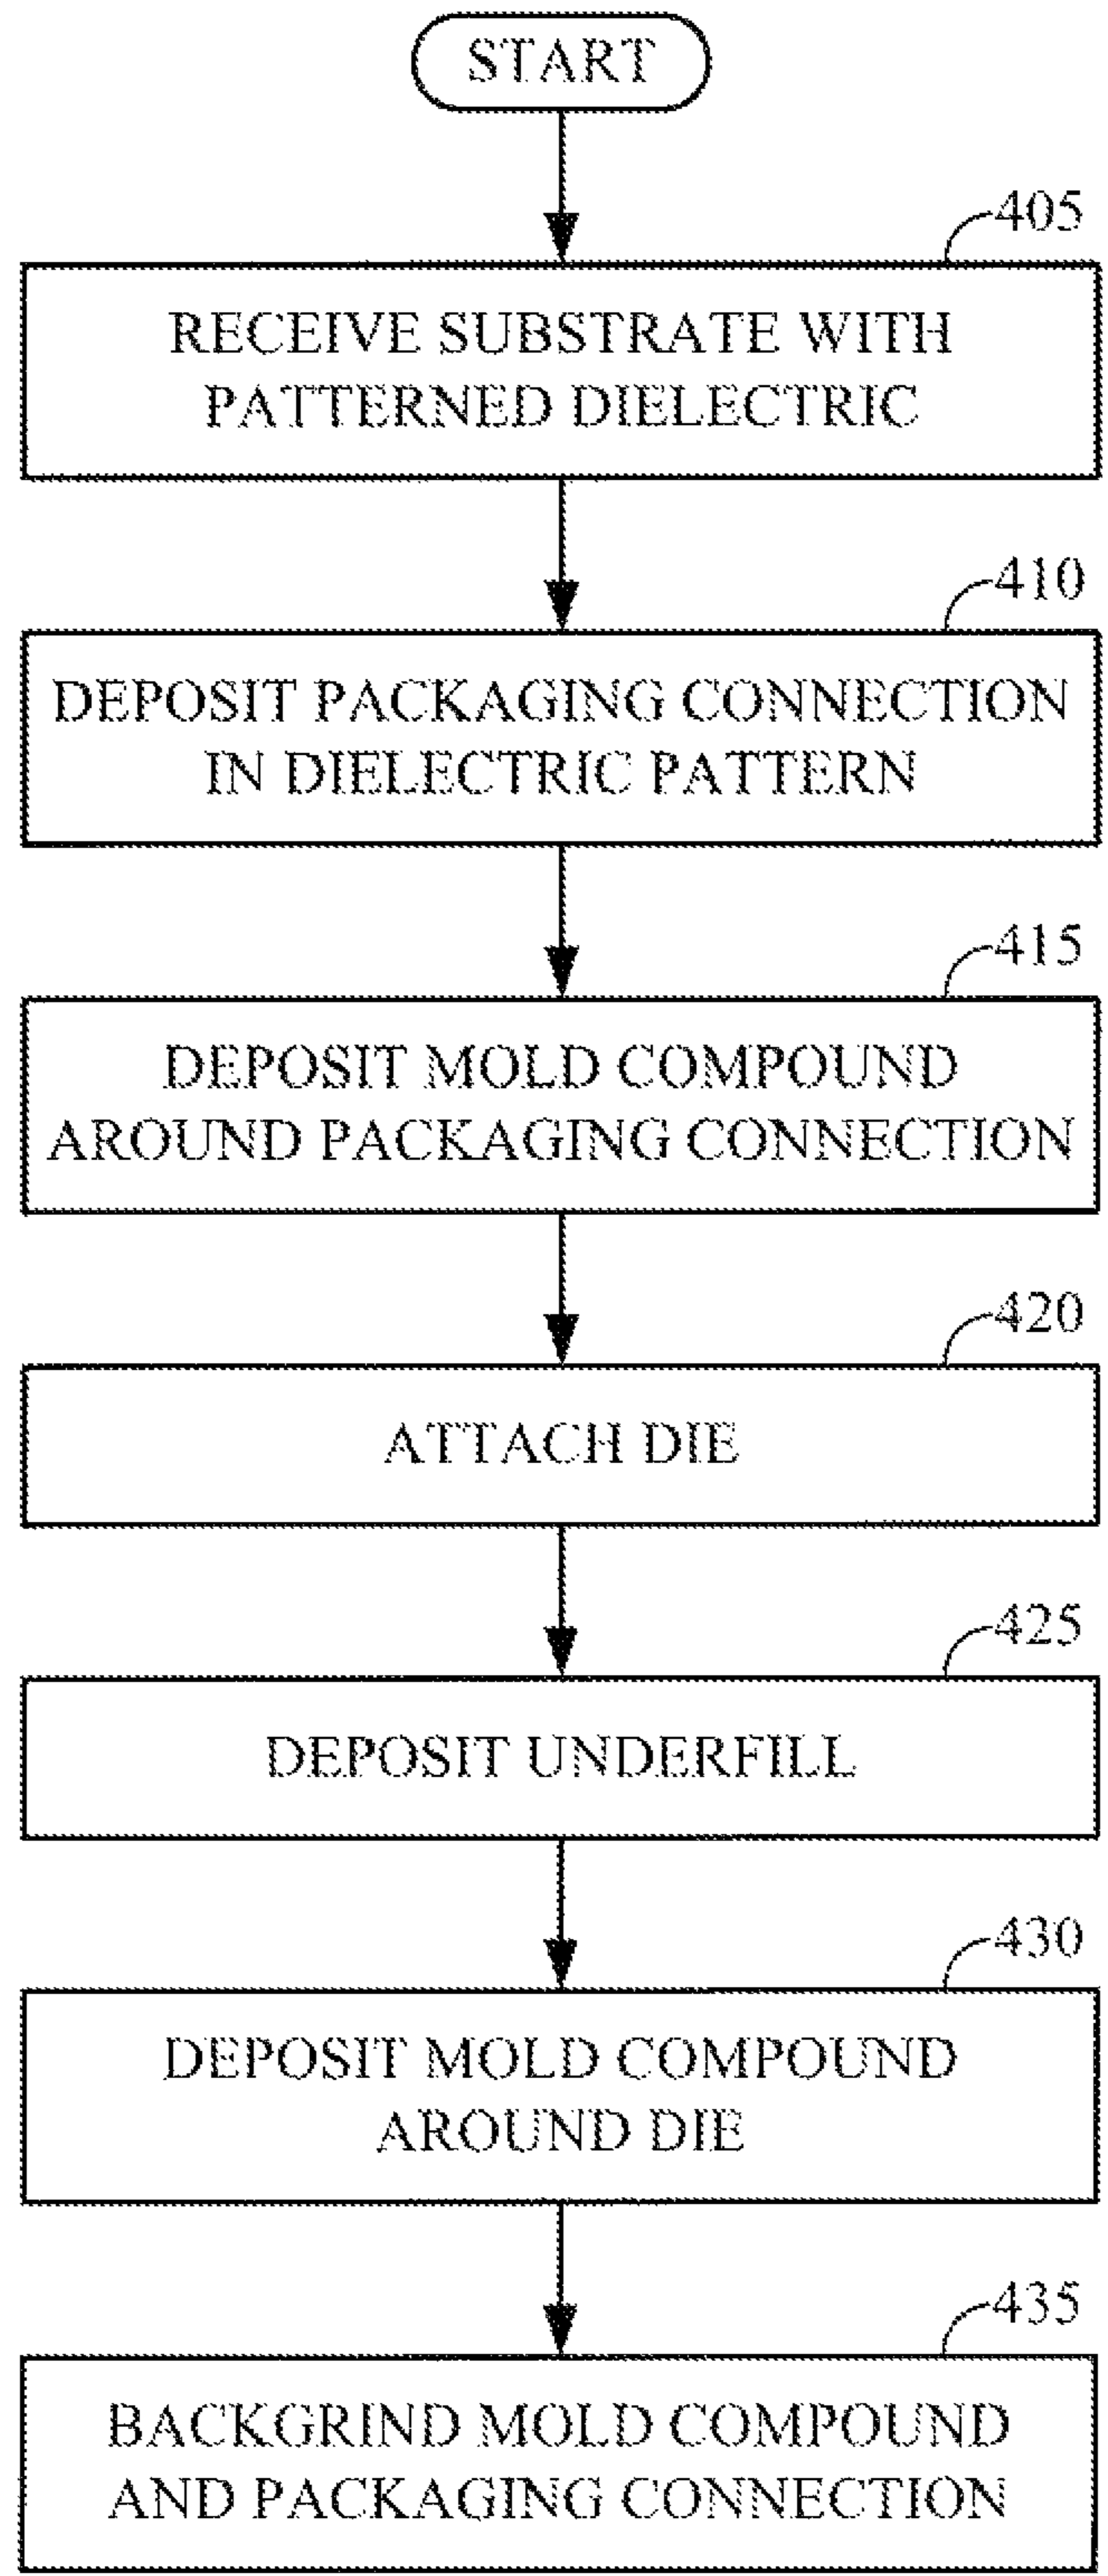 START
405
RECEIVE SUBSTRATE WITH
PATTERNED DIELECTRIC
410
DEPOSIT PACKAGING CONNECTION
IN DIELECTRIC PATTERN
415
DEPOSIT MOLD COMPOUND
AROUND PACKAGING CONNECTION
420
ATTACH DIE
425
DEPOSIT UNDERFILL
430
DEPOSIT MOLD COMPOUND
AROUND DIE
435
BACKGRIND MOLD COMPOUND
AND PACKAGING CONNECTION